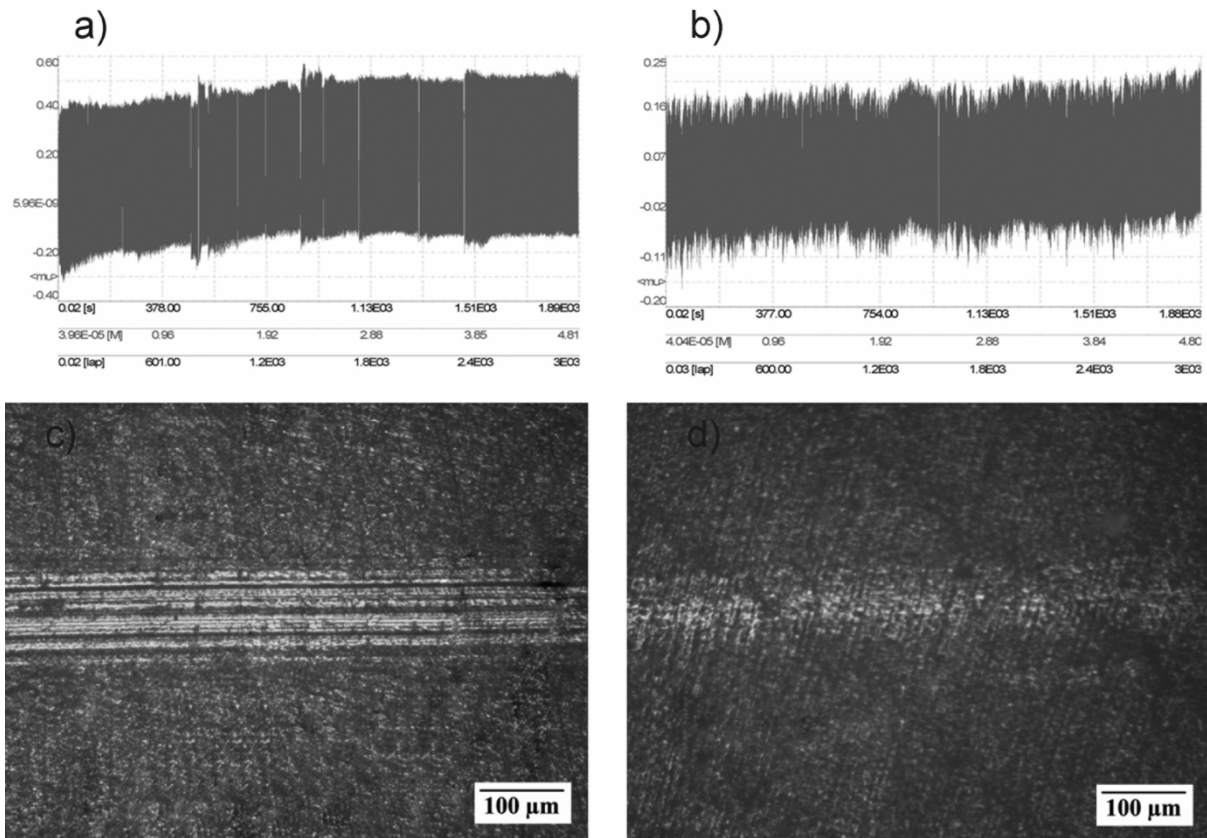 a)
0.60
0.40
0.20
5.96E-09
-0.20
<mu>
-0.40
0.02 [s] 378.00 755.00 1.13E03 1.51E03 1.89E03
3.96E-05 [M] 0.96 1.92 2.88 3.85 4.81
0.02 [lap] 601.00 1.2E03 1.8E03 2.4E03 3E03
b)
0.25
0.16
0.07
-0.02
-0.11
<mu>
-0.20
0.02 [s] 377.00 754.00 1.13E03 1.51E03 1.88E03
4.04E-05 [M] 0.96 1.92 2.88 3.84 4.80
0.03 [lap] 600.00 1.2E03 1.8E03 2.4E03 3E03
c)
100 µm
d)
100 µm